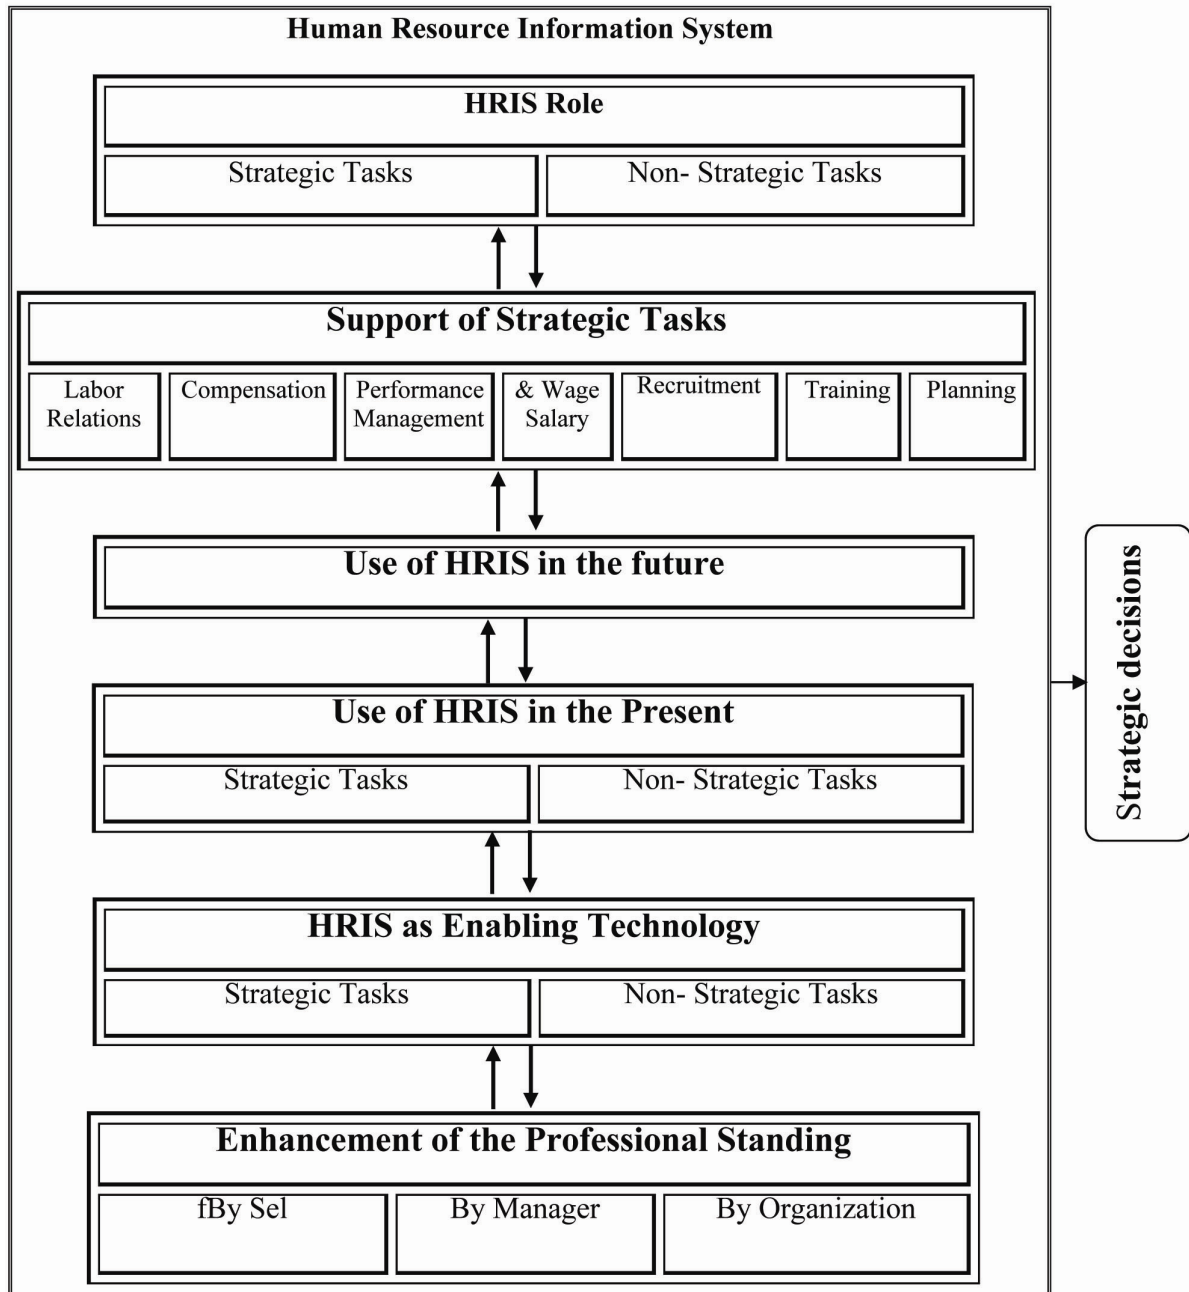 Human Resource Information System
HRIS Role
Strategic Tasks
Non- Strategic Tasks
Support of Strategic Tasks
Labor
Relations
Compensation
Performance
Management
& Wage
Salary
Recruitment
Training
Planning
Use of HRIS in the future
Use of HRIS in the Present
Strategic Tasks
Non- Strategic Tasks
HRIS as Enabling Technology
Strategic Tasks
Non- Strategic Tasks
Enhancement of the Professional Standing
fBy Sel
By Manager
By Organization
Strategic decisions